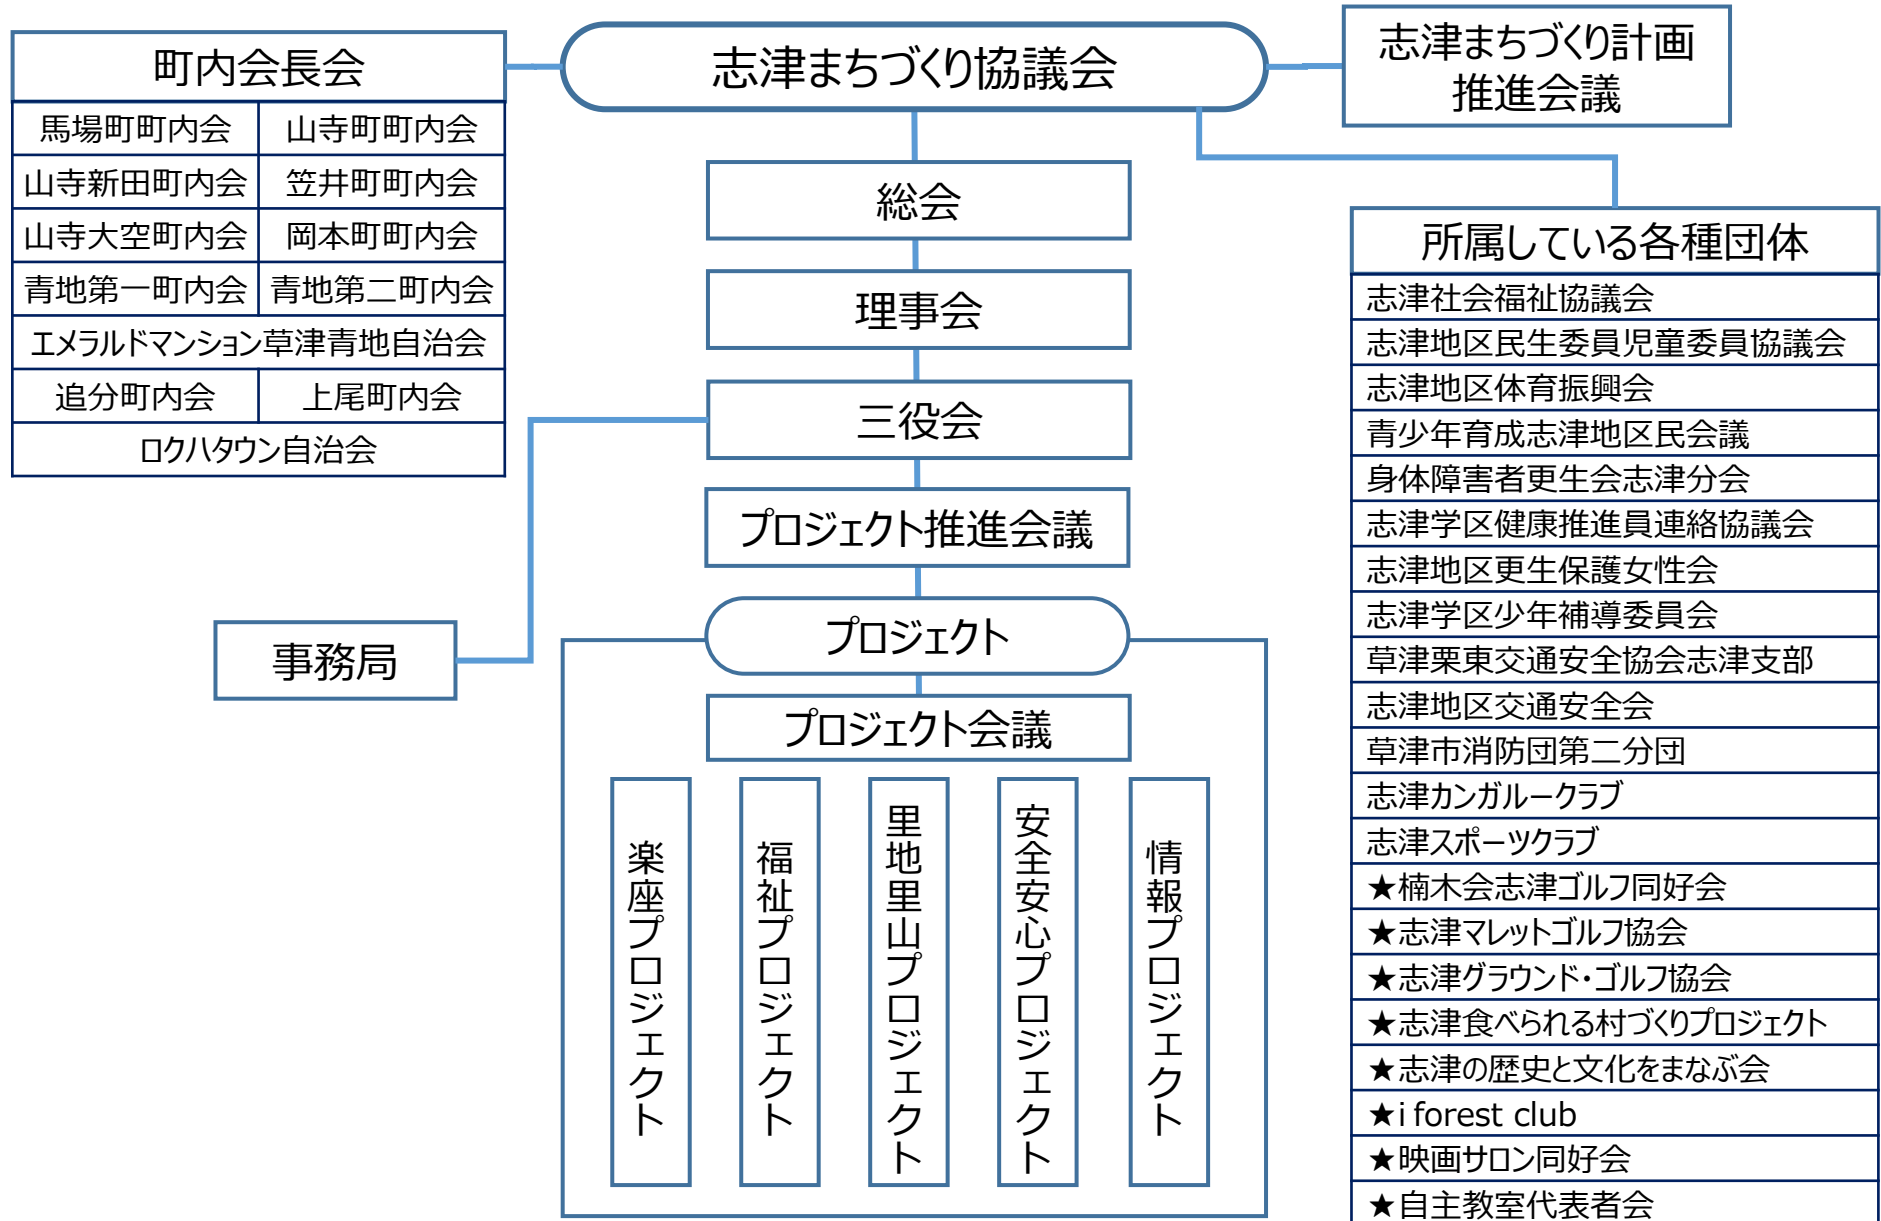 町内会長会
馬場町町内会 山寺町町内会
山寺新田町内会 笠井町町内会
山寺大空町内会 岡本町町内会
青地第一町内会 青地第二町内会
エメラルドマンション草津青地自治会
追分町内会 上尾町内会
ロクハタウン自治会
志津まちづくり協議会
志津まちづくり計画
推進会議
総会
理事会
三役会
プロジェクト推進会議
事務局
プロジェクト
プロジェクト会議
楽座プロジェクト
福祉プロジェクト
里地里山プロジェクト
安全安心プロジェクト
情報プロジェクト
所属している各種団体
志津社会福祉協議会
志津地区民生委員児童委員協議会
志津地区体育振興会
青少年育成志津地区民会議
身体障害者更生会志津分会
志津学区健康推進員連絡協議会
志津地区更生保護女性会
志津学区少年補導委員会
草津栗東交通安全協会志津支部
志津地区交通安全会
草津市消防団第二分団
志津カンガルークラブ
志津スポーツクラブ
★楠木会志津ゴルフ同好会
★志津マレットゴルフ協会
★志津グラウンド・ゴルフ協会
★志津食べられる村づくりプロジェクト
★志津の歴史と文化をまなぶ会
★i forest club
★映画サロン同好会
★自主教室代表者会